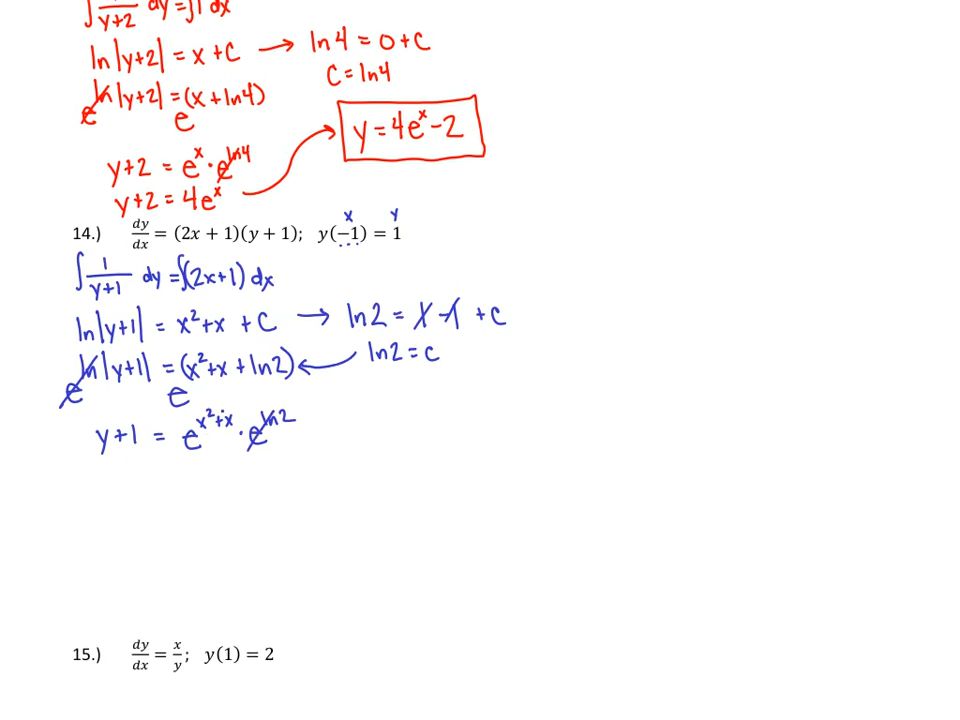 ∫ 1/(y+2) dy = ∫1 dx
ln|y+2| = x + C → ln4 = 0 + C
C = ln4
e^(ln|y+2|) = e^(x + ln4)
y+2 = e^x · e^(ln4)
y+2 = 4e^x
y = 4e^x - 2
14.) dy/dx = (2x + 1)(y + 1); y(−1) = 1
x y
∫ 1/(y+1) dy = ∫(2x+1) dx
ln|y+1| = x² + x + C → ln2 = 1 - 1 + C
ln2 = C
e^(ln|y+1|) = e^(x² + x + ln2)
y+1 = e^(x²+x) · e^(ln2)
15.) dy/dx = x/y; y(1) = 2